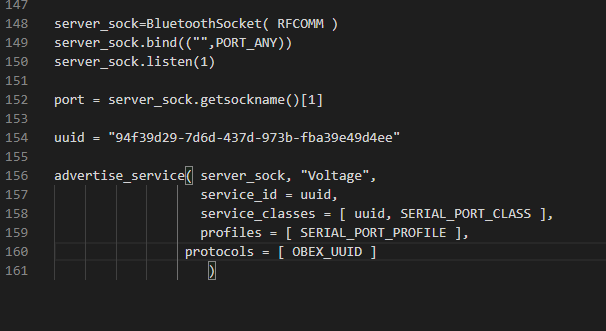 147
148 server_sock=BluetoothSocket( RFCOMM )
149 server_sock.bind(("",PORT_ANY))
150 server_sock.listen(1)
151
152 port = server_sock.getsockname()[1]
153
154 uuid = "94f39d29-7d6d-437d-973b-fba39e49d4ee"
155
156 advertise_service( server_sock, "Voltage",
157                    service_id = uuid,
158                    service_classes = [ uuid, SERIAL_PORT_CLASS ],
159                    profiles = [ SERIAL_PORT_PROFILE ],
160                  protocols = [ OBEX_UUID ]
161                     )